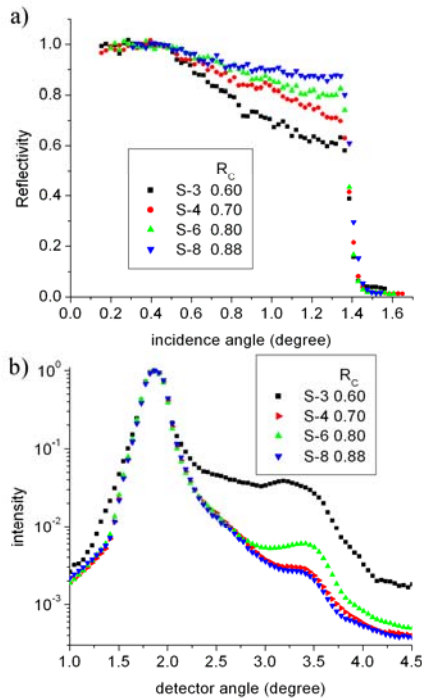 a)
1.0
0.8
0.6
0.4
0.2
0.0
Reflectivity
R_C
S-3 0.60
S-4 0.70
S-6 0.80
S-8 0.88
0.0 0.2 0.4 0.6 0.8 1.0 1.2 1.4 1.6
incidence angle (degree)
b)
10^0
10^-1
10^-2
10^-3
intensity
R_C
S-3 0.60
S-4 0.70
S-6 0.80
S-8 0.88
1.0 1.5 2.0 2.5 3.0 3.5 4.0 4.5
detector angle (degree)